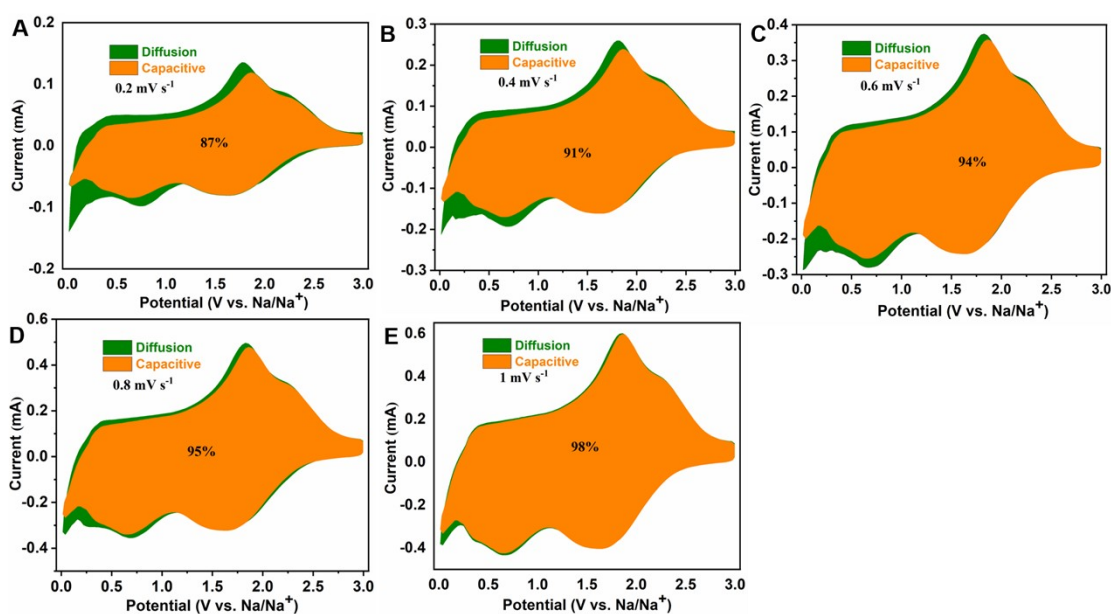 A
Diffusion
Capacitive
0.2 mV s⁻¹
87%
0.2
0.1
0.0
-0.1
-0.2
Current (mA)
0.0 0.5 1.0 1.5 2.0 2.5 3.0
Potential (V vs. Na/Na⁺)
B
Diffusion
Capacitive
0.4 mV s⁻¹
91%
0.3
0.2
0.1
0.0
-0.1
-0.2
-0.3
Current (mA)
0.0 0.5 1.0 1.5 2.0 2.5 3.0
Potential (V vs. Na/Na⁺)
C
Diffusion
Capacitive
0.6 mV s⁻¹
94%
0.4
0.3
0.2
0.1
0.0
-0.1
-0.2
-0.3
Current (mA)
0.0 0.5 1.0 1.5 2.0 2.5 3.0
Potential (V vs. Na/Na⁺)
D
Diffusion
Capacitive
0.8 mV s⁻¹
95%
0.6
0.4
0.2
0.0
-0.2
-0.4
Current (mA)
0.0 0.5 1.0 1.5 2.0 2.5 3.0
Potential (V vs. Na/Na⁺)
E
Diffusion
Capacitive
1 mV s⁻¹
98%
0.6
0.4
0.2
0.0
-0.2
-0.4
Current (mA)
0.0 0.5 1.0 1.5 2.0 2.5 3.0
Potential (V vs. Na/Na⁺)